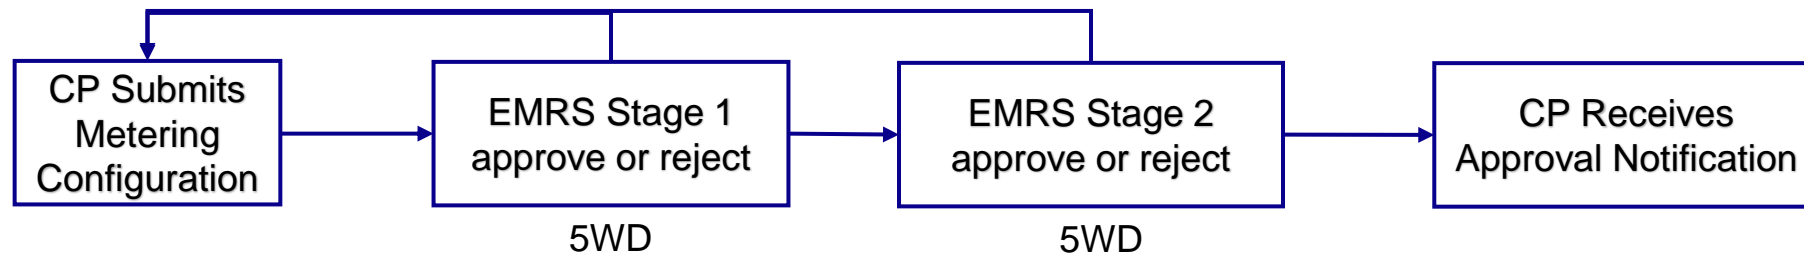 CP Submits
Metering
Configuration
EMRS Stage 1
approve or reject
5WD
EMRS Stage 2
approve or reject
5WD
CP Receives
Approval Notification